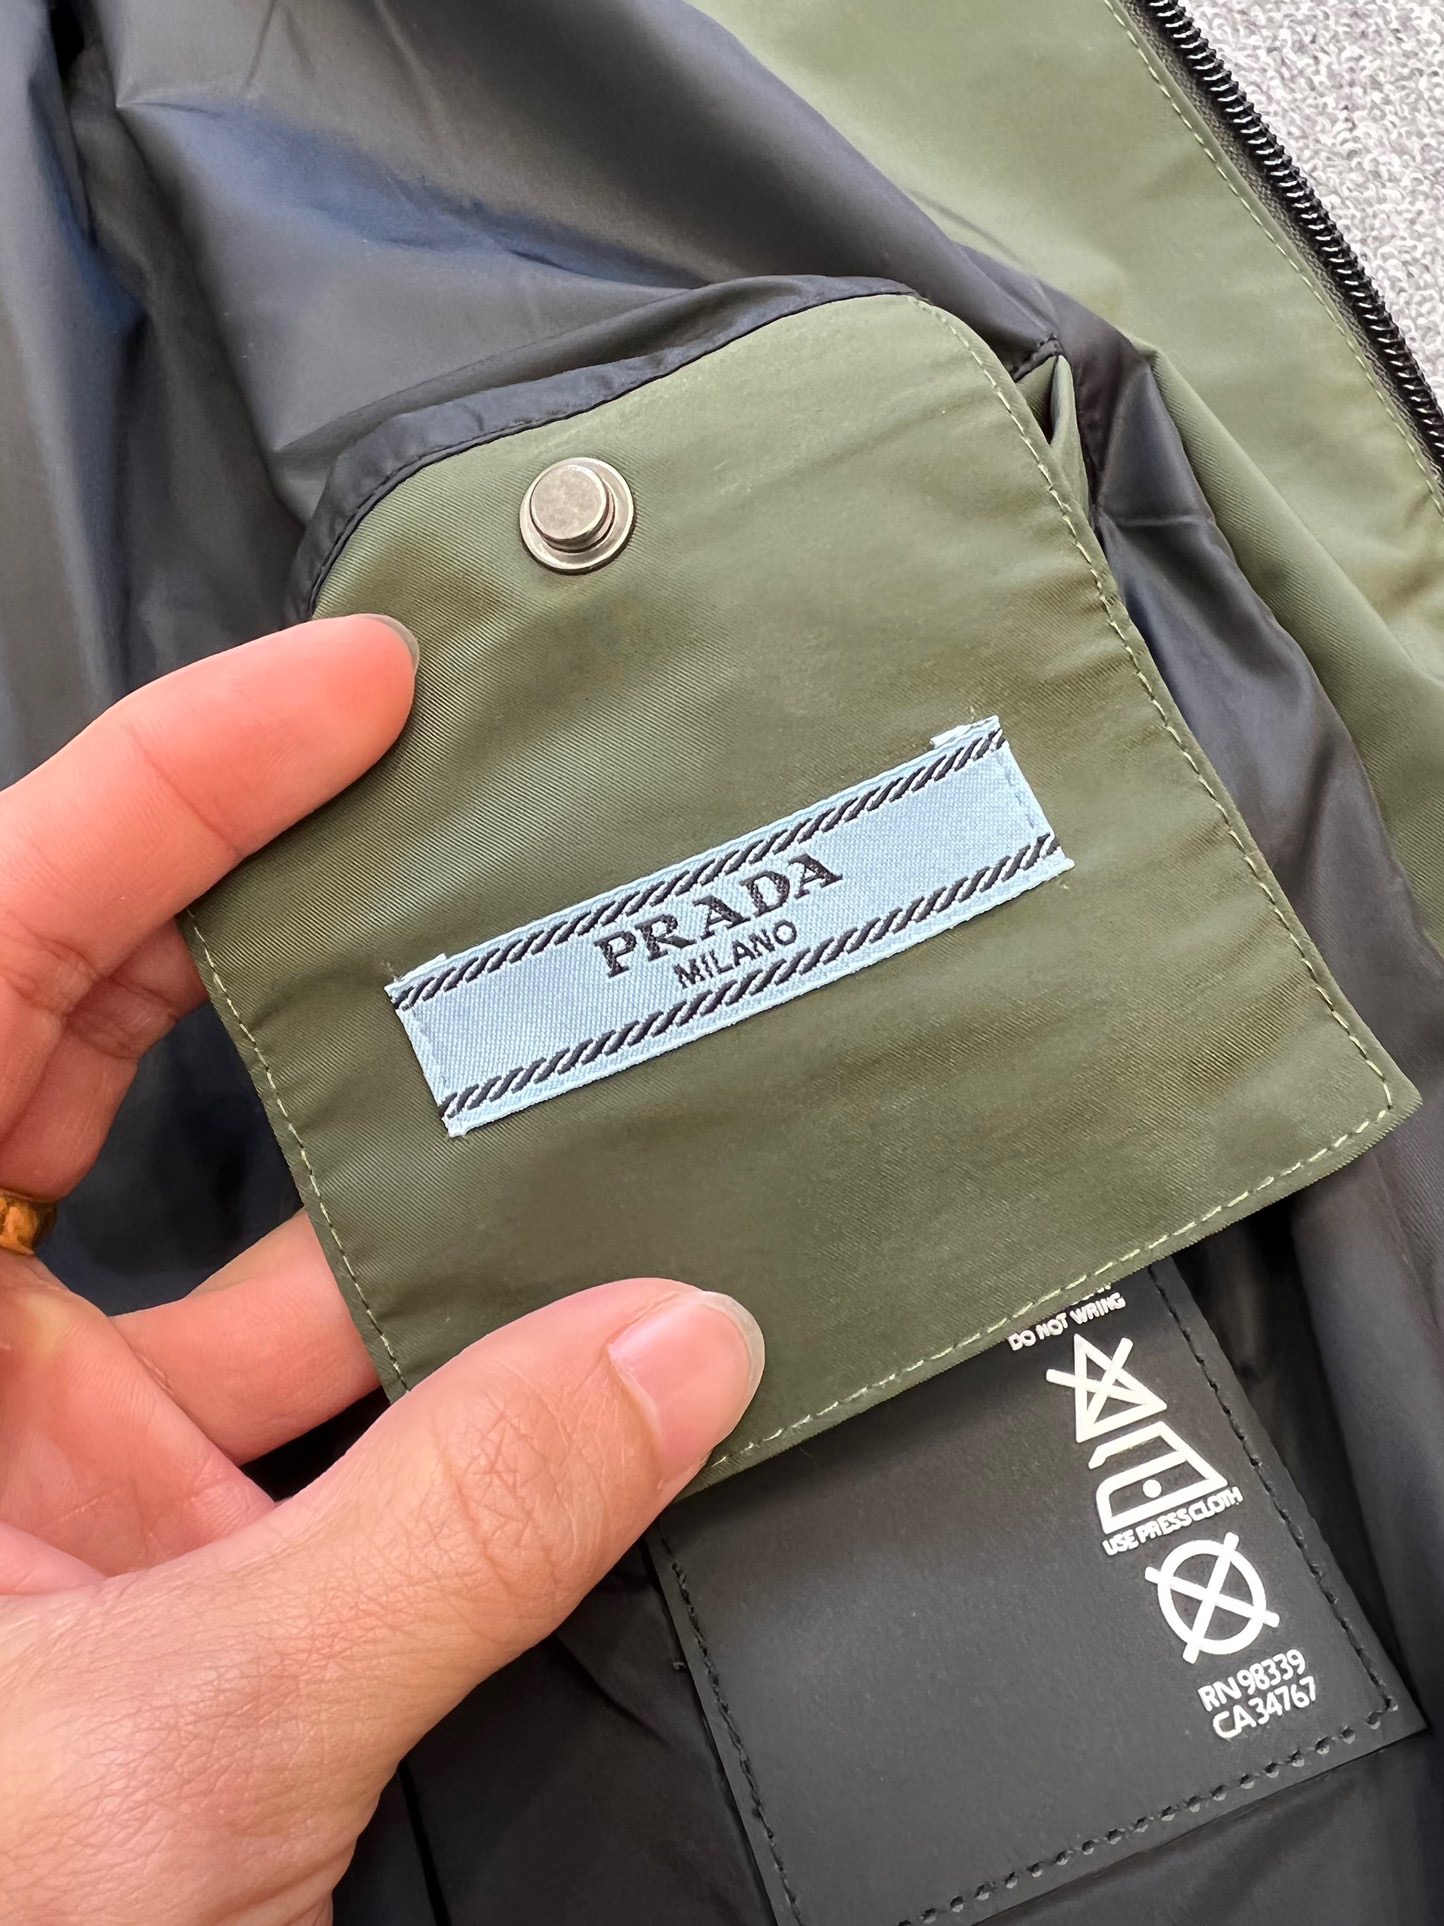 PRADA
MILANO
DO NOT WRING
USE PRESS CLOTH
RN 98339
CA 34767